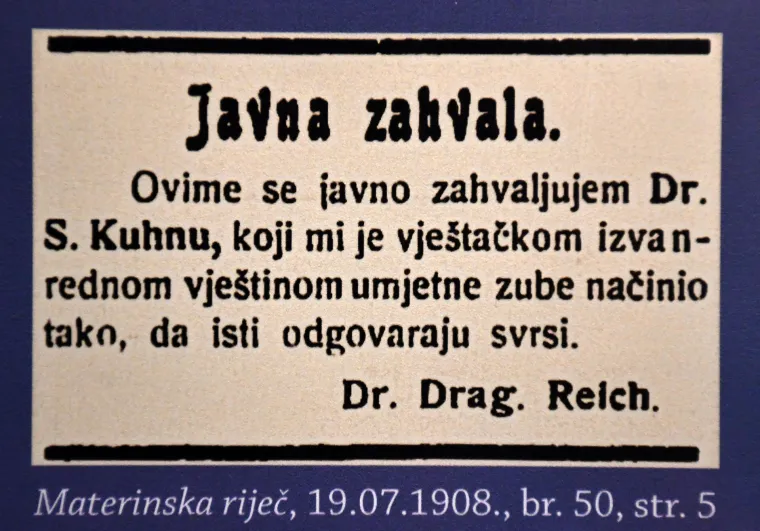 Javna zahvala.
Ovime se javno zahvaljujem Dr.
S. Kuhnu, koji mi je vještačkom izvan-
rednom vještinom umjetne zube načinio
tako, da isti odgovaraju svrsi.
Dr. Drag. Reich.
Materinska riječ, 19.07.1908., br. 50, str. 5